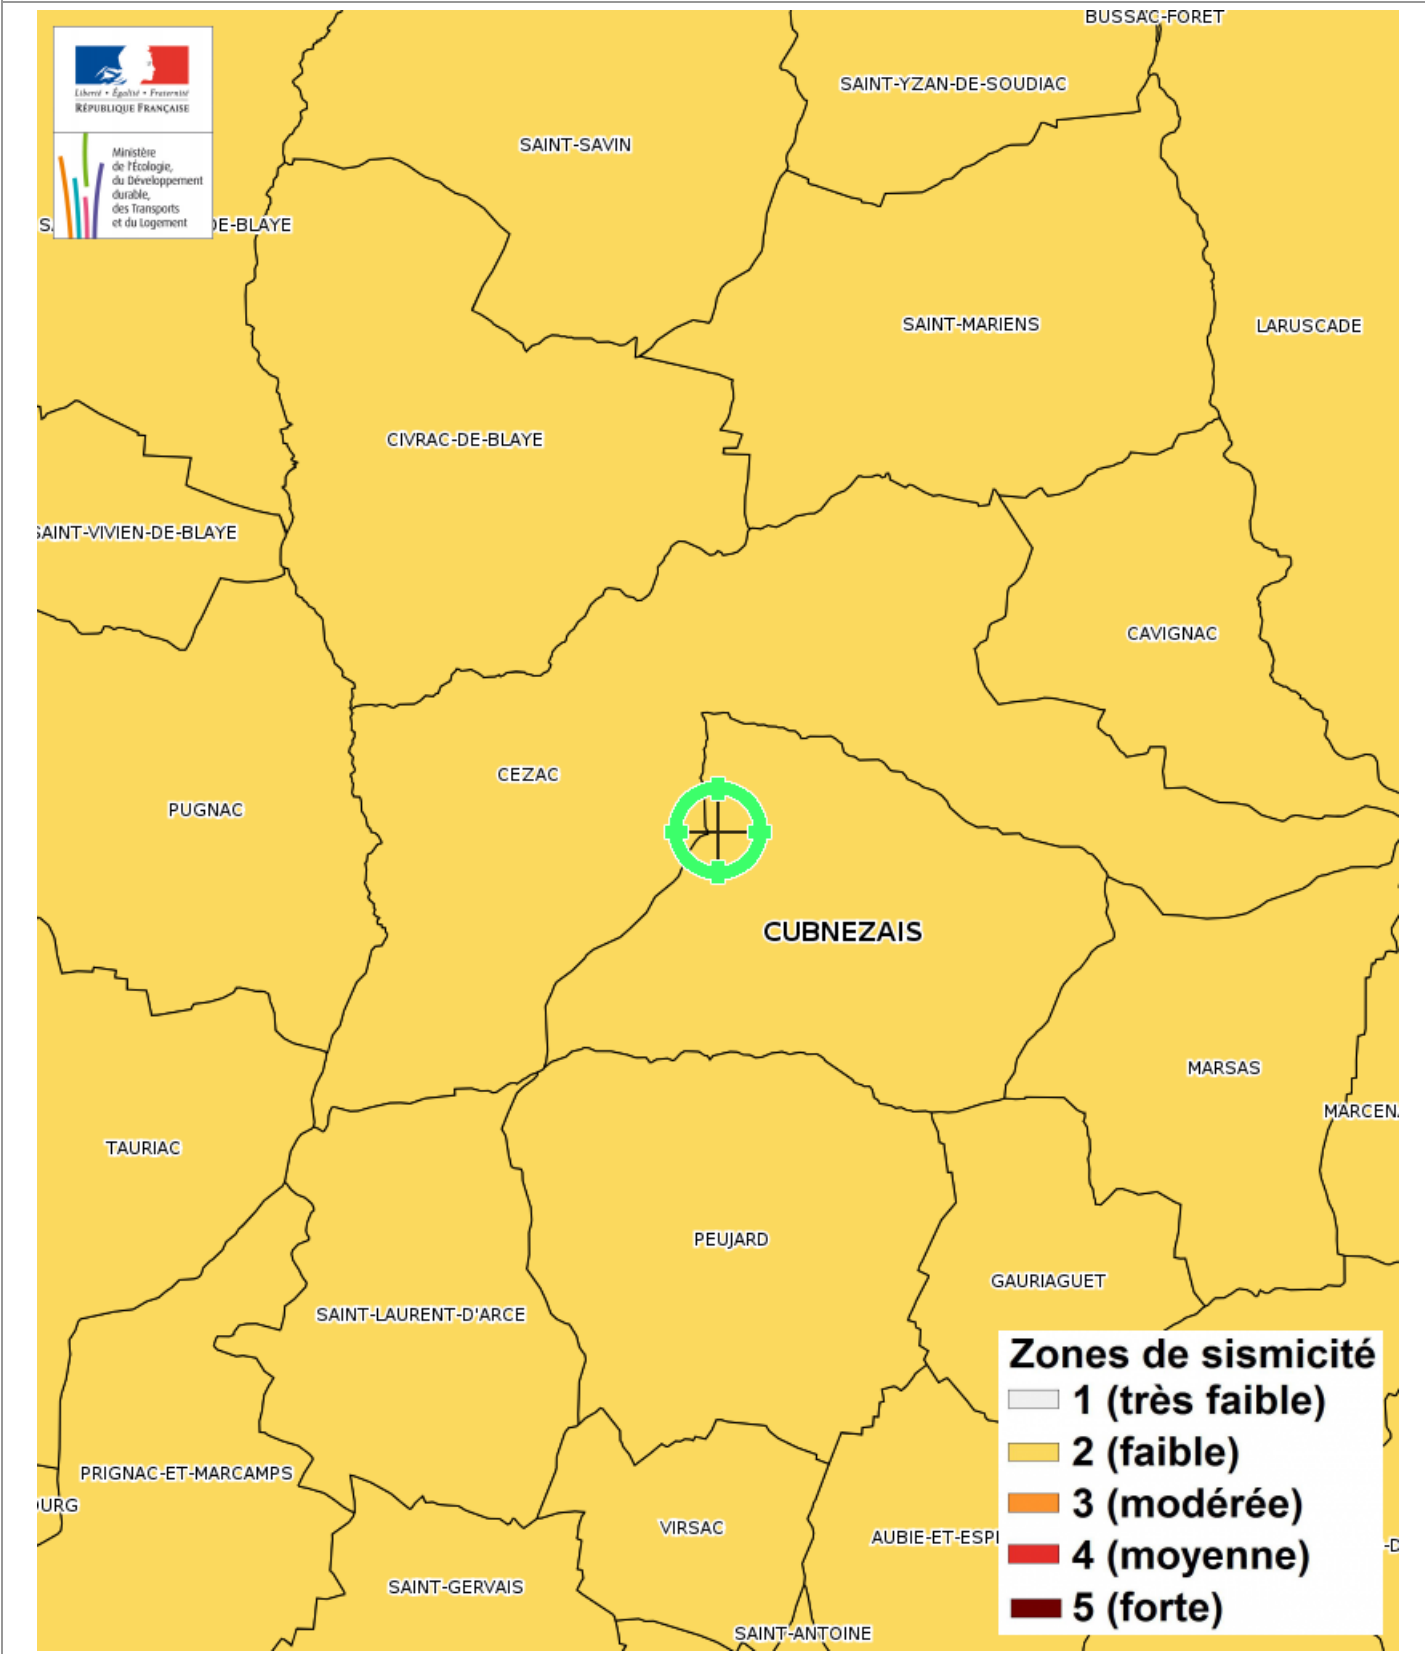 BUSSAC-FORET
Liberté • Égalité • Fraternité
RÉPUBLIQUE FRANÇAISE
SAINT-YZAN-DE-SOUDIAC
SAINT-SAVIN
Ministère
de l'Écologie,
du Développement
durable,
des Transports
et du Logement
DE-BLAYE
SAINT-MARIENS
LARUSCADE
CIVRAC-DE-BLAYE
SAINT-VIVIEN-DE-BLAYE
CAVIGNAC
CEZAC
PUGNAC
CUBNEZAIS
MARSAS
MARCEN
TAURIAC
PEUJARD
GAURIAGUET
SAINT-LAURENT-D'ARCE
Zones de sismicité
1 (très faible)
2 (faible)
3 (modérée)
4 (moyenne)
5 (forte)
PRIGNAC-ET-MARCAMPS
OURG
VIRSAC
AUBIE-ET-ESPI
-D
SAINT-GERVAIS
SAINT-ANTOINE